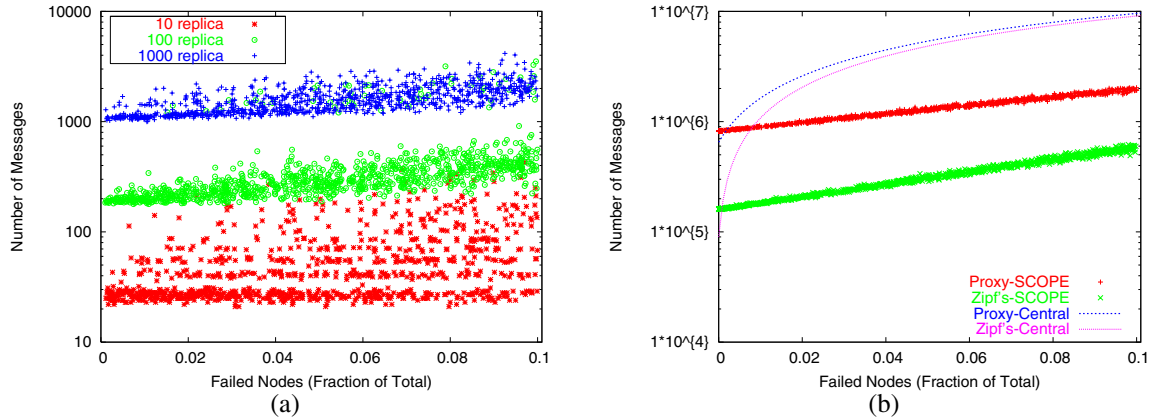 10000
1000
100
10
Number of Messages
10 replica
100 replica
1000 replica
0 0.02 0.04 0.06 0.08 0.1
Failed Nodes (Fraction of Total)
(a)
1*10^{7}
1*10^{6}
1*10^{5}
1*10^{4}
Number of Messages
Proxy-SCOPE
Zipf's-SCOPE
Proxy-Central
Zipf's-Central
0 0.02 0.04 0.06 0.08 0.1
Failed Nodes (Fraction of Total)
(b)